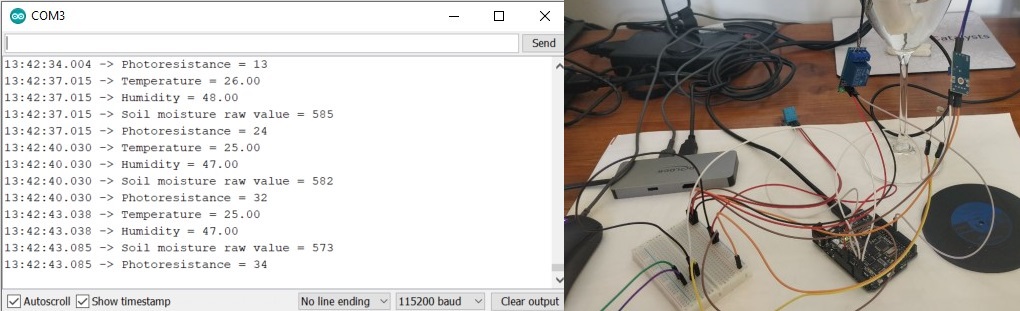 COM3
Send
13:42:34.004 -> Photoresistance = 13
13:42:37.015 -> Temperature = 26.00
13:42:37.015 -> Humidity = 48.00
13:42:37.015 -> Soil moisture raw value = 585
13:42:37.015 -> Photoresistance = 24
13:42:40.030 -> Temperature = 25.00
13:42:40.030 -> Humidity = 47.00
13:42:40.030 -> Soil moisture raw value = 582
13:42:40.030 -> Photoresistance = 32
13:42:43.038 -> Temperature = 25.00
13:42:43.038 -> Humidity = 47.00
13:42:43.085 -> Soil moisture raw value = 573
13:42:43.085 -> Photoresistance = 34
Autoscroll Show timestamp No line ending 115200 baud Clear output